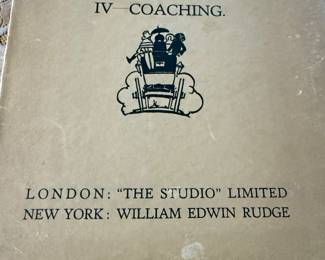 IV—COACHING.
LONDON: "THE STUDIO" LIMITED
NEW YORK: WILLIAM EDWIN RUDGE